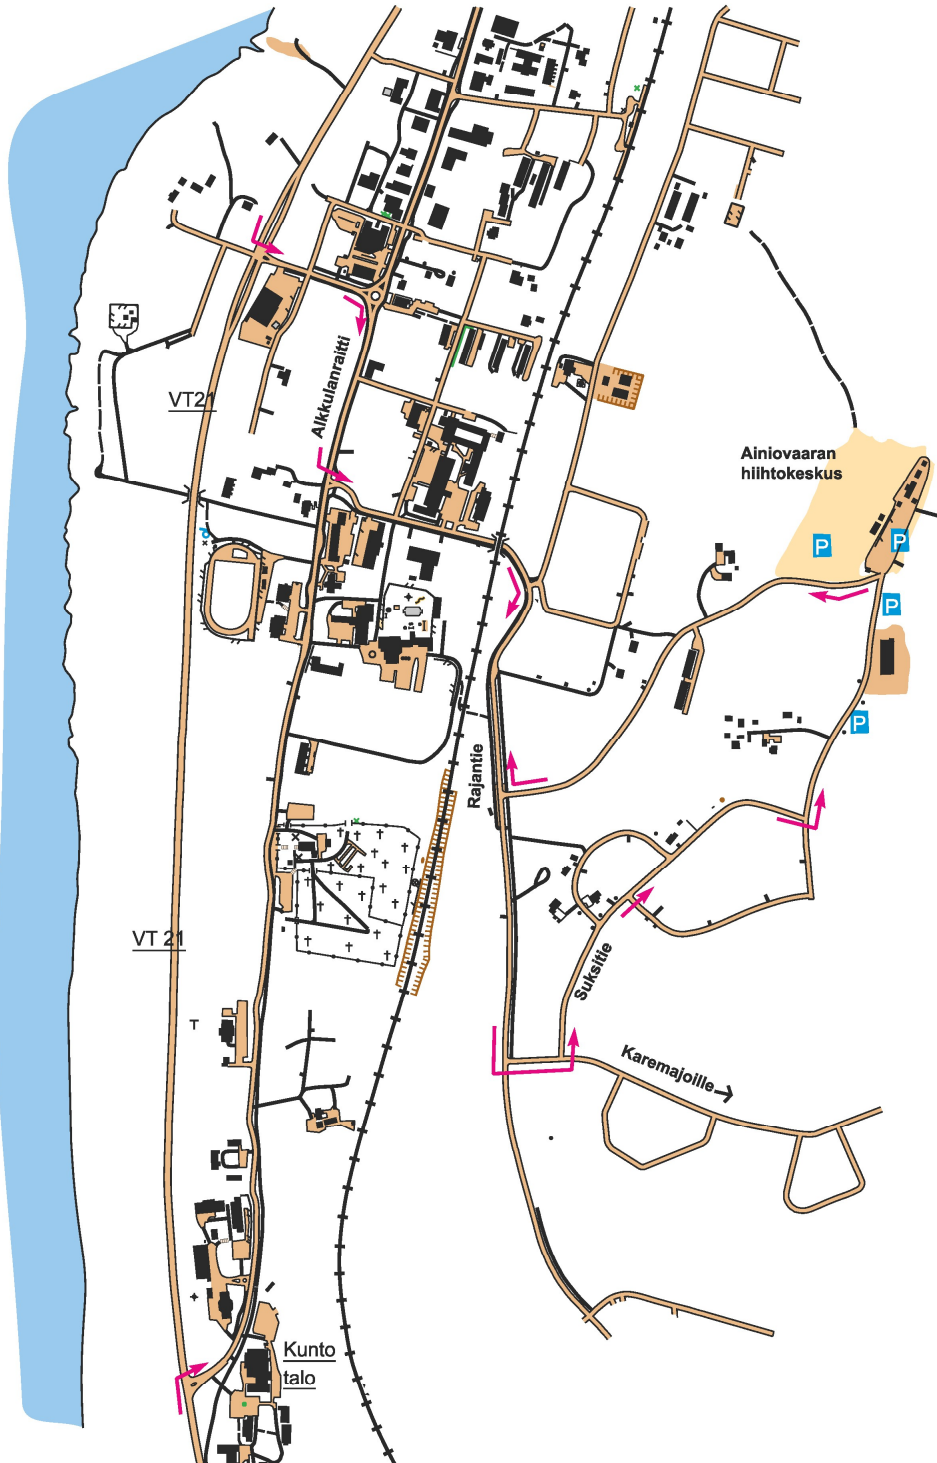 VT21
Alkkulanraitti
Ainiovaaran
hiihtokeskus
P
P
P
P
P
Rajantie
VT 21
Suksitie
T
Karemajoille
Kunto
talo